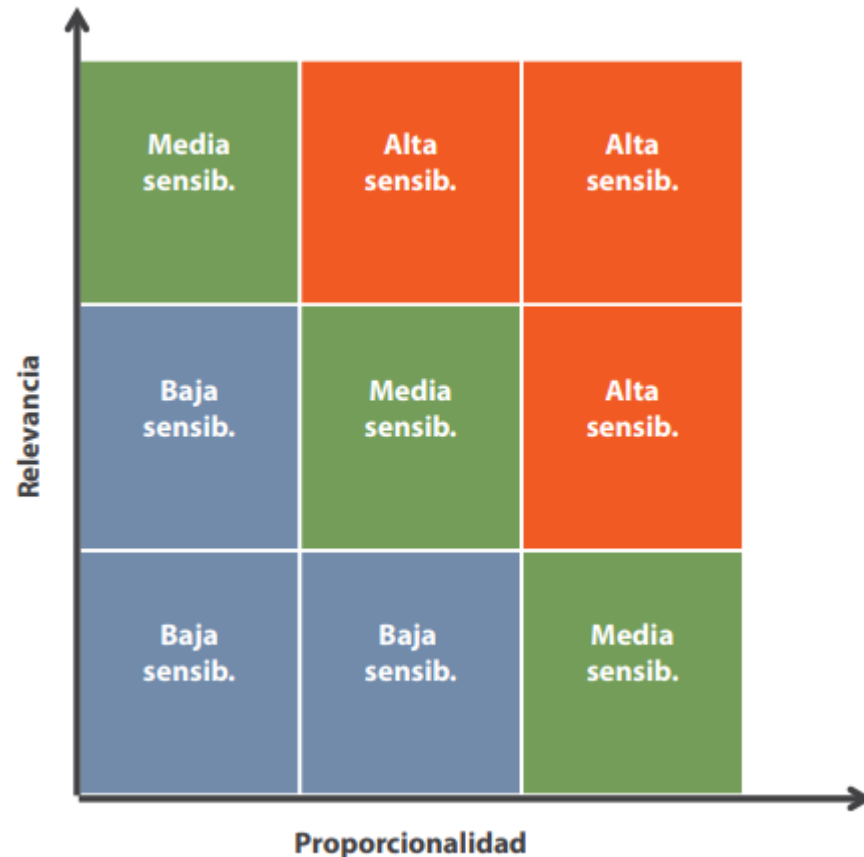 Media
sensib.
Alta
sensib.
Alta
sensib.
Relevancia
Baja
sensib.
Media
sensib.
Alta
sensib.
Baja
sensib.
Baja
sensib.
Media
sensib.
Proporcionalidad